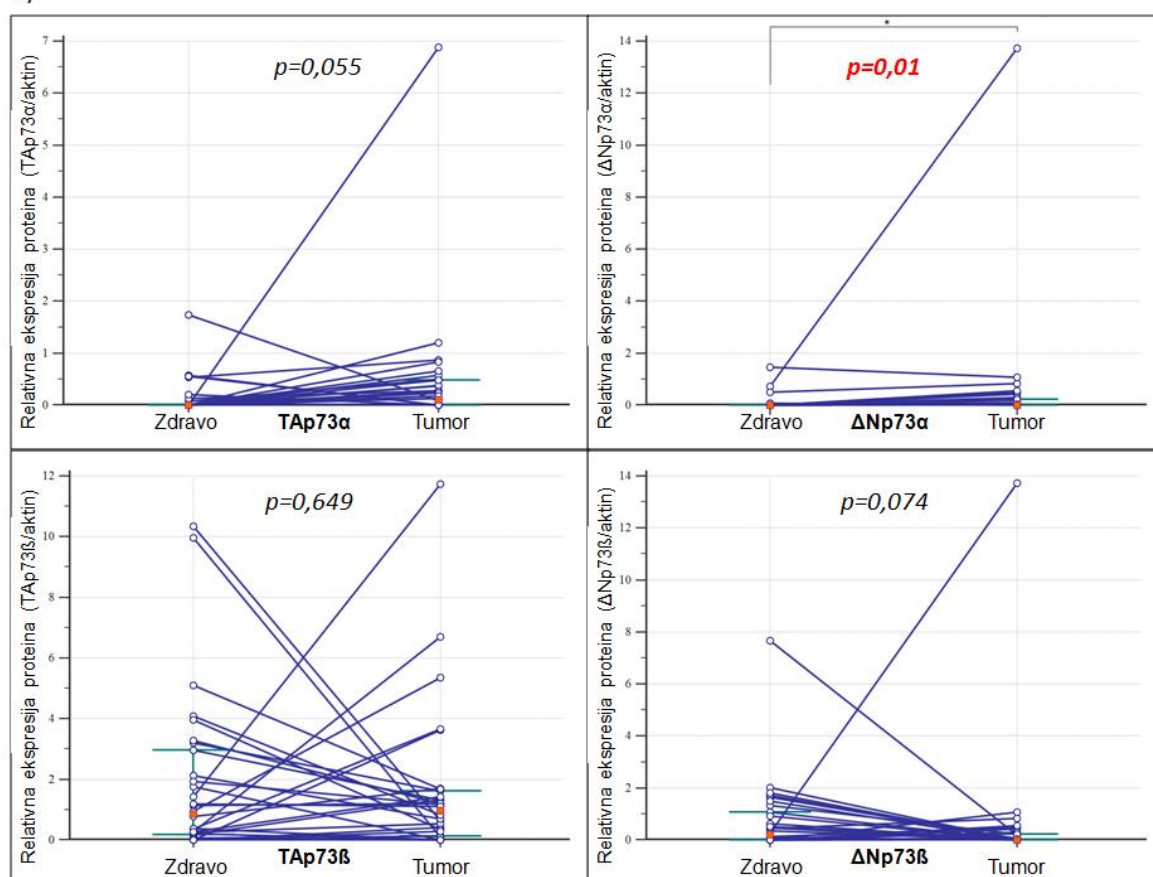 Relativna ekspresija proteina (TAp73α/aktin)
7
6
5
4
3
2
1
0
p=0,055
Zdravo
TAp73α
Tumor
Relativna ekspresija proteina (ΔNp73α/aktin)
14
12
10
8
6
4
2
0
*
p=0,01
Zdravo
ΔNp73α
Tumor
Relativna ekspresija proteina (TAp73ß/aktin)
12
10
8
6
4
2
0
p=0,649
Zdravo
TAp73ß
Tumor
Relativna ekspresija proteina (ΔNp73ß/aktin)
14
12
10
8
6
4
2
0
p=0,074
Zdravo
ΔNp73ß
Tumor